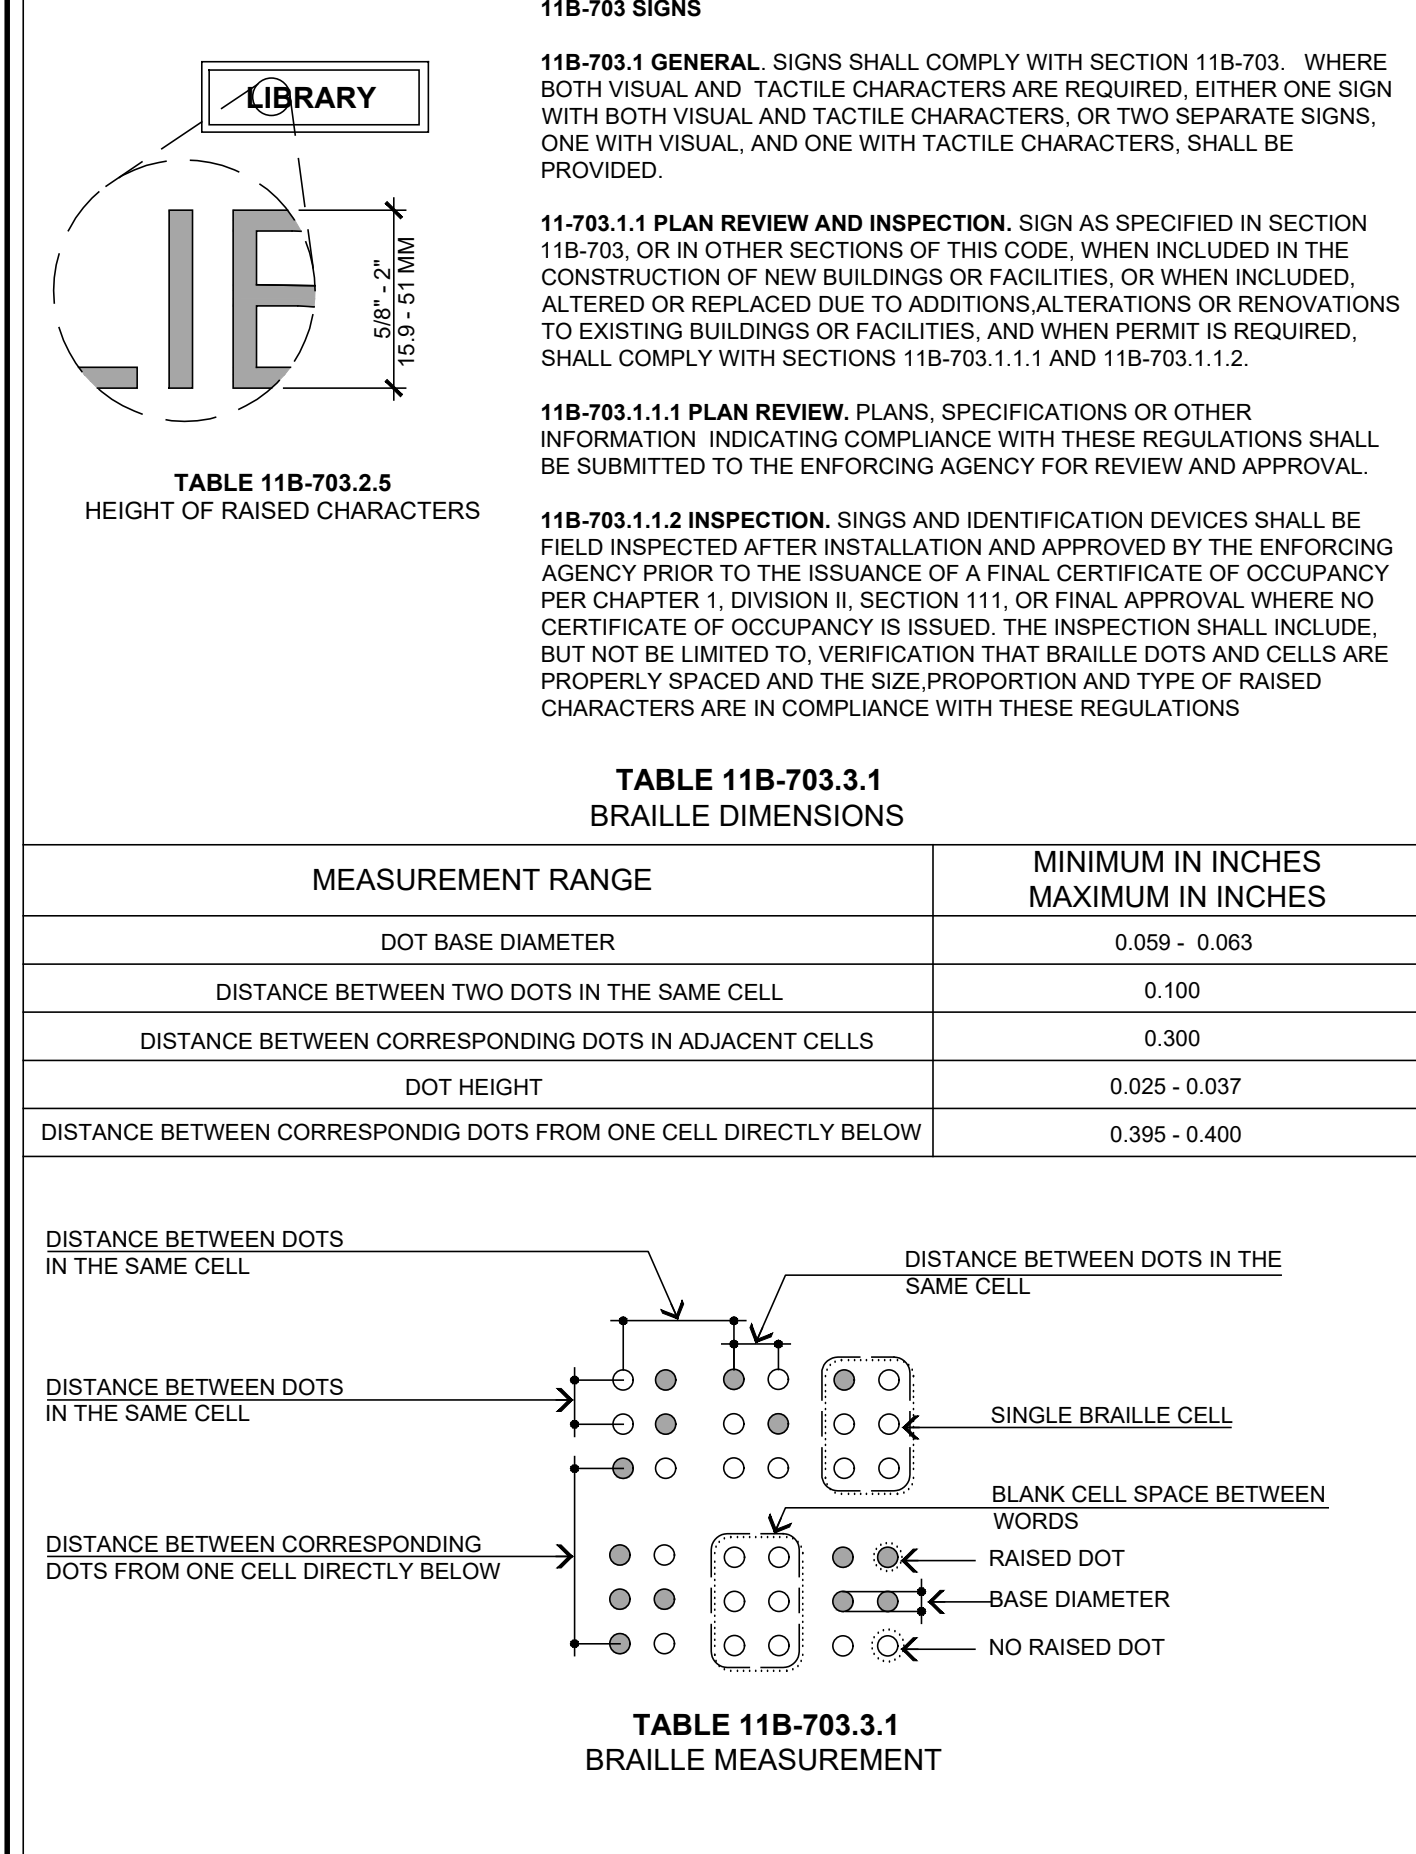 11B-703 SIGNS
11B-703.1 GENERAL. SIGNS SHALL COMPLY WITH SECTION 11B-703. WHERE
BOTH VISUAL AND TACTILE CHARACTERS ARE REQUIRED, EITHER ONE SIGN
WITH BOTH VISUAL AND TACTILE CHARACTERS, OR TWO SEPARATE SIGNS,
ONE WITH VISUAL, AND ONE WITH TACTILE CHARACTERS, SHALL BE
PROVIDED.
11-703.1.1 PLAN REVIEW AND INSPECTION. SIGN AS SPECIFIED IN SECTION
11B-703, OR IN OTHER SECTIONS OF THIS CODE, WHEN INCLUDED IN THE
CONSTRUCTION OF NEW BUILDINGS OR FACILITIES, OR WHEN INCLUDED,
ALTERED OR REPLACED DUE TO ADDITIONS,ALTERATIONS OR RENOVATIONS
TO EXISTING BUILDINGS OR FACILITIES, AND WHEN PERMIT IS REQUIRED,
SHALL COMPLY WITH SECTIONS 11B-703.1.1.1 AND 11B-703.1.1.2.
11B-703.1.1.1 PLAN REVIEW. PLANS, SPECIFICATIONS OR OTHER
INFORMATION INDICATING COMPLIANCE WITH THESE REGULATIONS SHALL
BE SUBMITTED TO THE ENFORCING AGENCY FOR REVIEW AND APPROVAL.
11B-703.1.1.2 INSPECTION. SINGS AND IDENTIFICATION DEVICES SHALL BE
FIELD INSPECTED AFTER INSTALLATION AND APPROVED BY THE ENFORCING
AGENCY PRIOR TO THE ISSUANCE OF A FINAL CERTIFICATE OF OCCUPANCY
PER CHAPTER 1, DIVISION II, SECTION 111, OR FINAL APPROVAL WHERE NO
CERTIFICATE OF OCCUPANCY IS ISSUED. THE INSPECTION SHALL INCLUDE,
BUT NOT BE LIMITED TO, VERIFICATION THAT BRAILLE DOTS AND CELLS ARE
PROPERLY SPACED AND THE SIZE,PROPORTION AND TYPE OF RAISED
CHARACTERS ARE IN COMPLIANCE WITH THESE REGULATIONS
LIBRARY
LIB
5/8" - 2"
15.9 - 51 MM
TABLE 11B-703.2.5
HEIGHT OF RAISED CHARACTERS
TABLE 11B-703.3.1
BRAILLE DIMENSIONS
MEASUREMENT RANGE
MINIMUM IN INCHES
MAXIMUM IN INCHES
DOT BASE DIAMETER
0.059 - 0.063
DISTANCE BETWEEN TWO DOTS IN THE SAME CELL
0.100
DISTANCE BETWEEN CORRESPONDING DOTS IN ADJACENT CELLS
0.300
DOT HEIGHT
0.025 - 0.037
DISTANCE BETWEEN CORRESPONDIG DOTS FROM ONE CELL DIRECTLY BELOW
0.395 - 0.400
DISTANCE BETWEEN DOTS
IN THE SAME CELL
DISTANCE BETWEEN DOTS IN THE
SAME CELL
DISTANCE BETWEEN DOTS
IN THE SAME CELL
SINGLE BRAILLE CELL
BLANK CELL SPACE BETWEEN
WORDS
DISTANCE BETWEEN CORRESPONDING
DOTS FROM ONE CELL DIRECTLY BELOW
RAISED DOT
BASE DIAMETER
NO RAISED DOT
TABLE 11B-703.3.1
BRAILLE MEASUREMENT